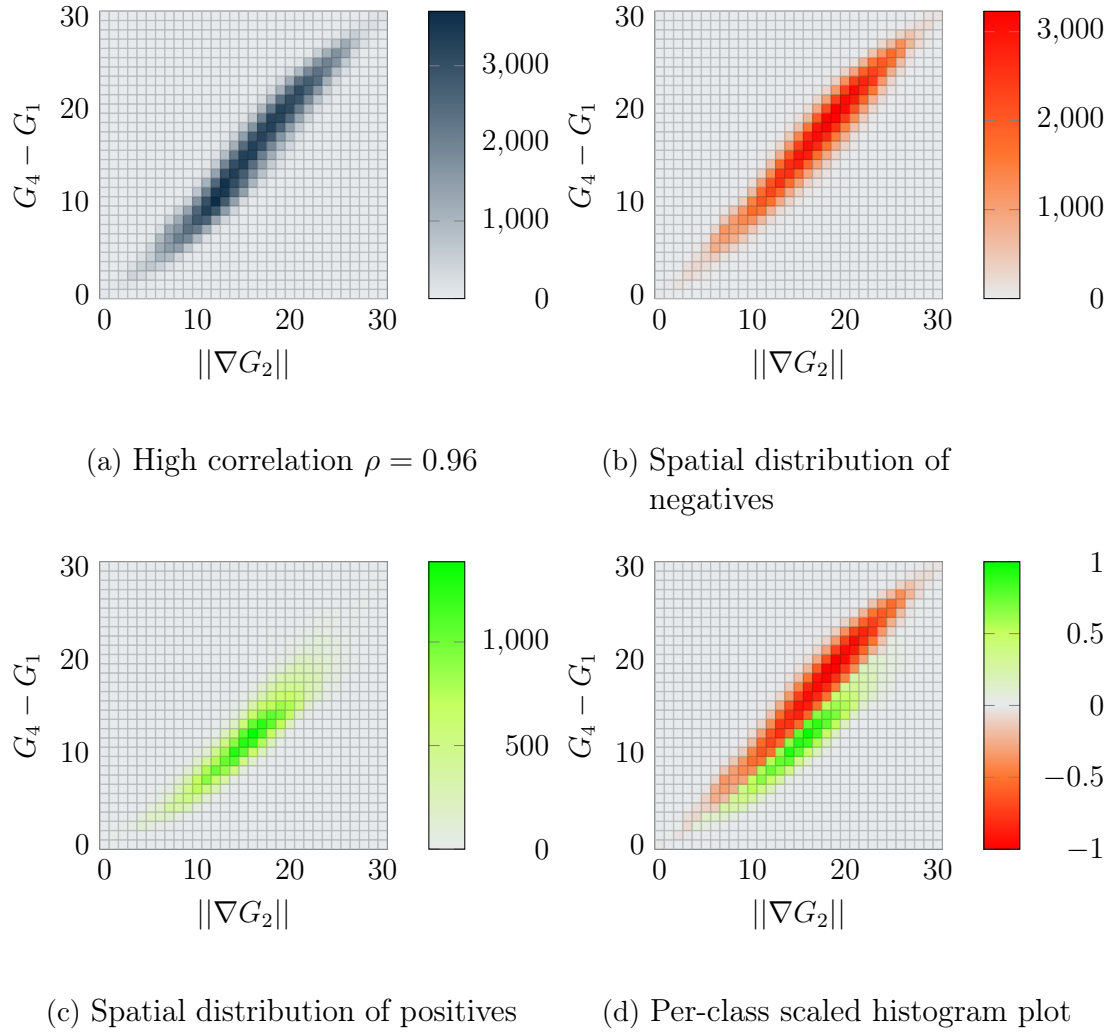 30
20
10
0
G₄ − G₁
0 10 20 30
||∇G₂||
3,000
2,000
1,000
0
(a) High correlation ρ = 0.96
30
20
10
0
G₄ − G₁
0 10 20 30
||∇G₂||
3,000
2,000
1,000
0
(b) Spatial distribution of
negatives
30
20
10
0
G₄ − G₁
0 10 20 30
||∇G₂||
1,000
500
0
(c) Spatial distribution of positives
30
20
10
0
G₄ − G₁
0 10 20 30
||∇G₂||
1
0.5
0
−0.5
−1
(d) Per-class scaled histogram plot